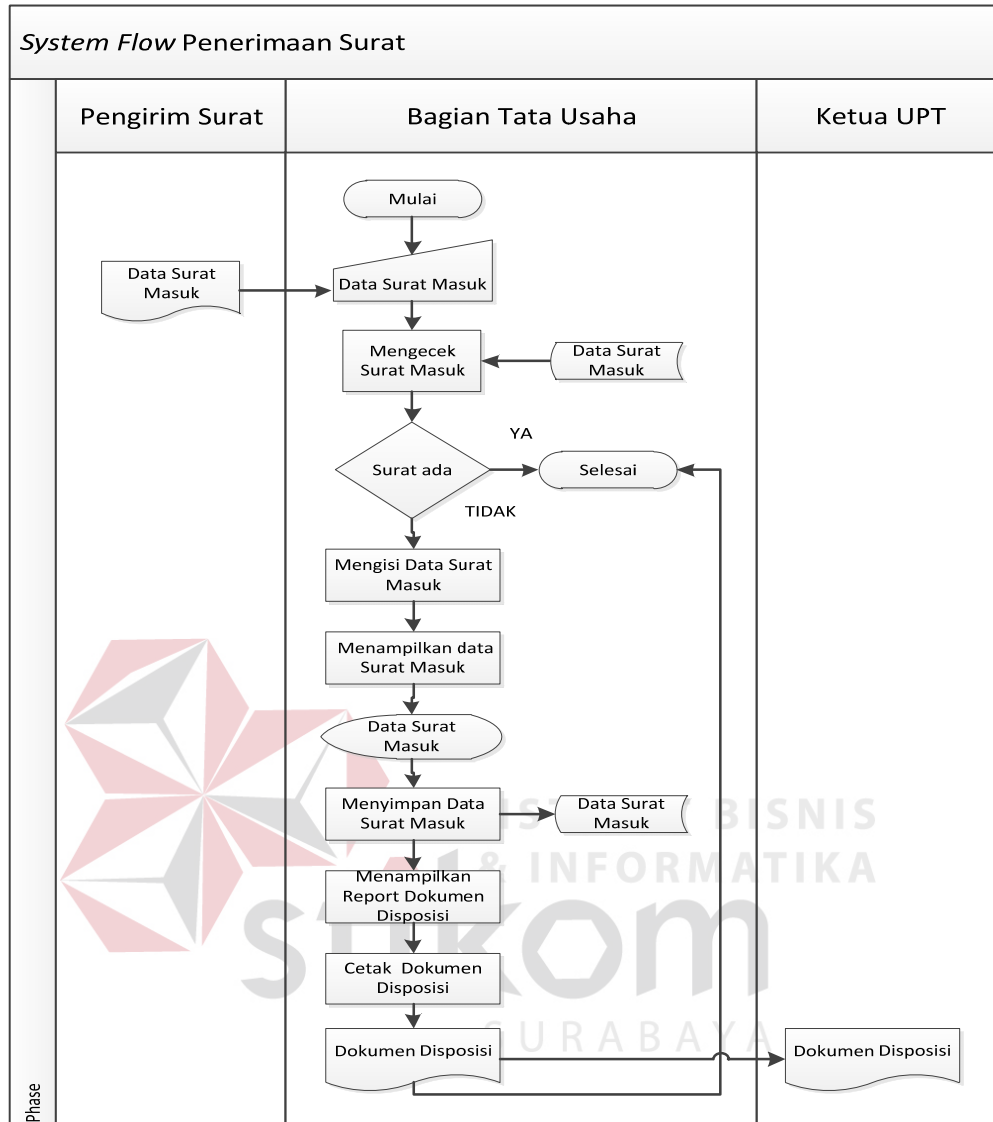 System Flow Penerimaan Surat
Pengirim Surat
Bagian Tata Usaha
Ketua UPT
Mulai
Data Surat
Masuk
Data Surat Masuk
Mengecek
Surat Masuk
Data Surat
Masuk
YA
Surat ada
Selesai
TIDAK
Mengisi Data Surat
Masuk
Menampilkan data
Surat Masuk
Data Surat
Masuk
Menyimpan Data
Surat Masuk
Data Surat
Masuk
BISNIS
& INFORMATIKA
Menampilkan
Report Dokumen
Disposisi
stikom
Cetak Dokumen
Disposisi
SURABAYA
Dokumen Disposisi
Dokumen Disposisi
Phase